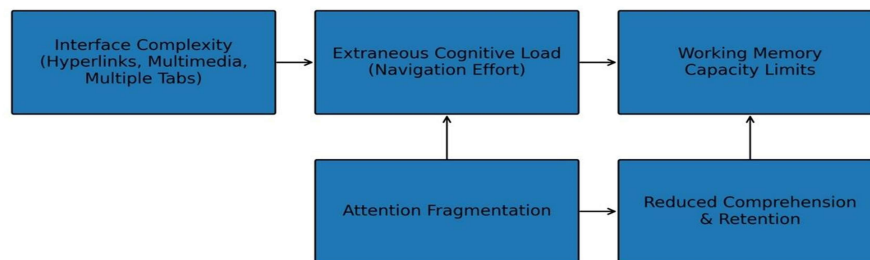 Interface Complexity
(Hyperlinks, Multimedia,
Multiple Tabs)
Extraneous Cognitive Load
(Navigation Effort)
Working Memory
Capacity Limits
Attention Fragmentation
Reduced Comprehension
& Retention